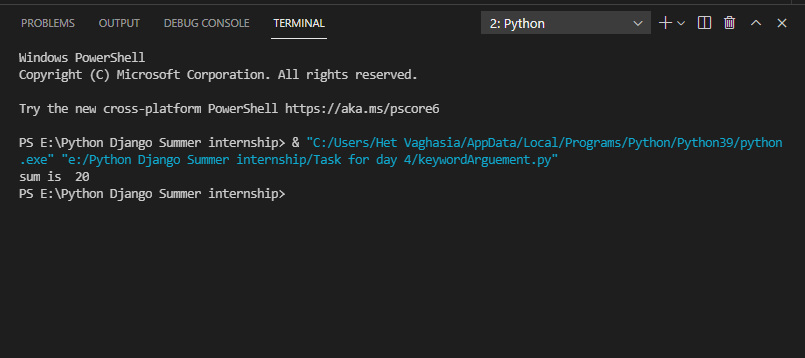 PROBLEMS OUTPUT DEBUG CONSOLE TERMINAL 2: Python
Windows PowerShell
Copyright (C) Microsoft Corporation. All rights reserved.
Try the new cross-platform PowerShell https://aka.ms/pscore6
PS E:\Python Django Summer internship> & "C:/Users/Het Vaghasia/AppData/Local/Programs/Python/Python39/python
.exe" "e:/Python Django Summer internship/Task for day 4/keywordArguement.py"
sum is  20
PS E:\Python Django Summer internship>